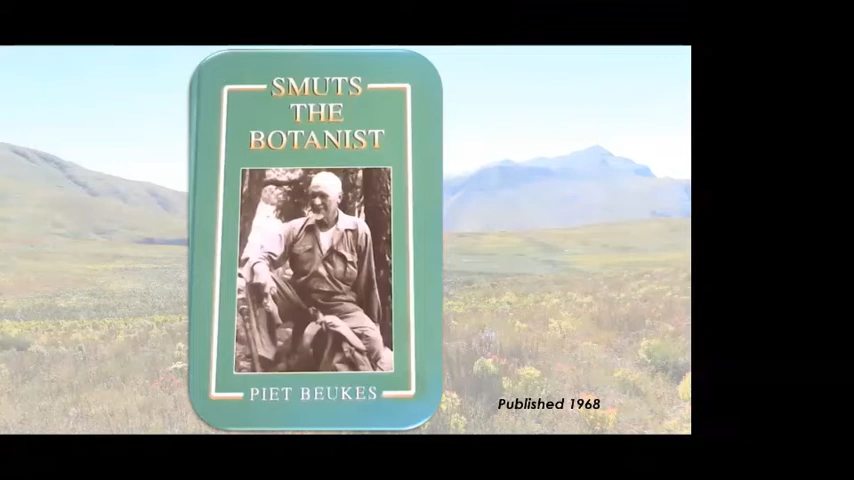 SMUTS
THE
BOTANIST
PIET BEUKES
Published 1968